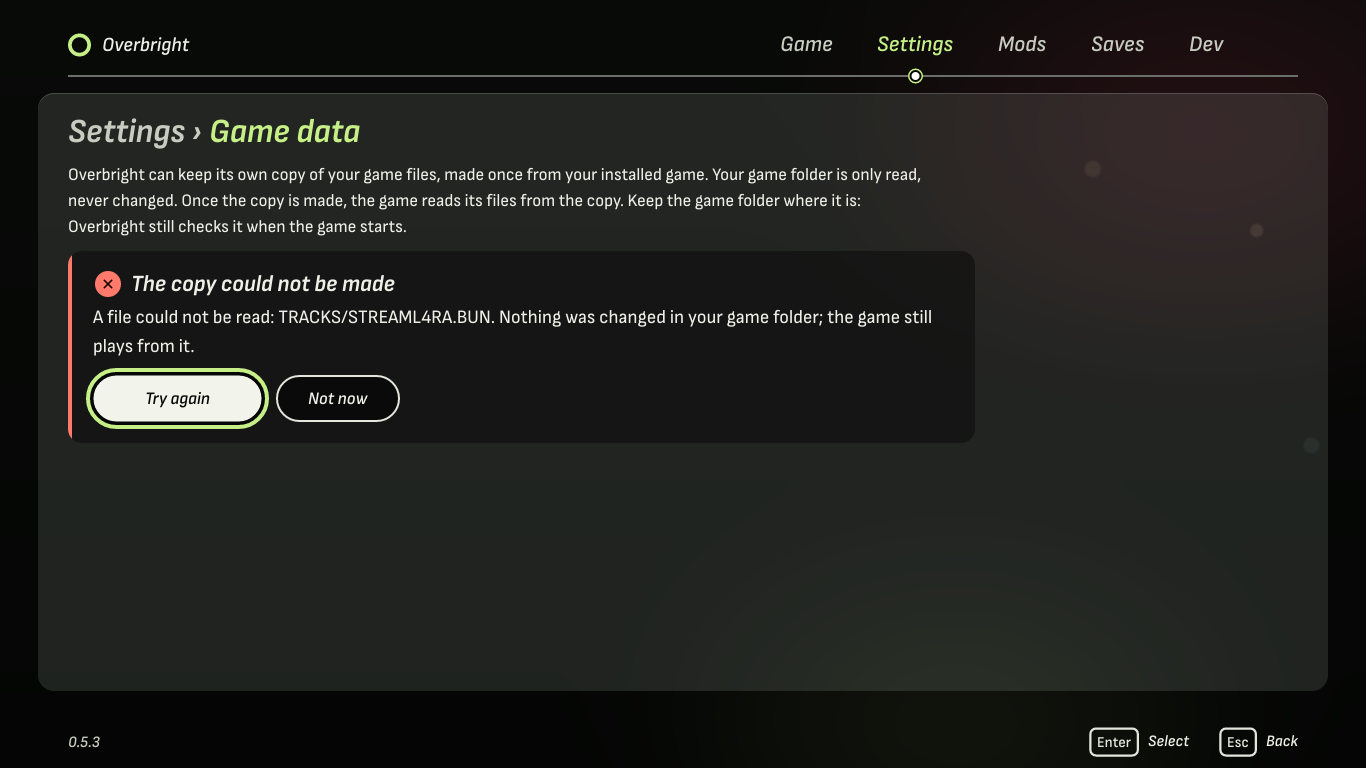 Overbright
Game
Settings
Mods
Saves
Dev
Settings › Game data
Overbright can keep its own copy of your game files, made once from your installed game. Your game folder is only read,
never changed. Once the copy is made, the game reads its files from the copy. Keep the game folder where it is:
Overbright still checks it when the game starts.
The copy could not be made
A file could not be read: TRACKS/STREAML4RA.BUN. Nothing was changed in your game folder; the game still
plays from it.
Try again
Not now
0.5.3
Enter Select
Esc Back